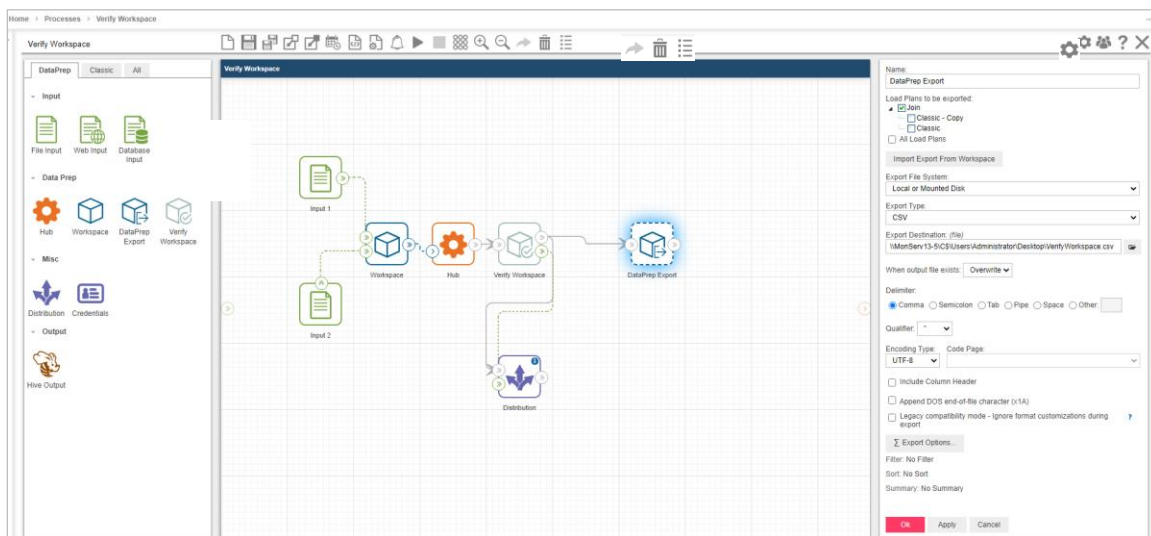 Home > Processes > Verify Workspace
Verify Workspace
DataPrep Classic All
Input
File Input Web Input Database Input
Data Prep
Hub Workspace DataPrep Export Verify Workspace
Misc
Distribution Credentials
Output
Hive Output
Verify Workspace
Input 1
Workspace Hub Verify Workspace DataPrep Export
Input 2
Distribution
Name:
DataPrep Export
Load Plans to be exported:
Join
Classic - Copy
Classic
All Load Plans
Import Export From Workspace
Export File System:
Local or Mounted Disk
Export Type:
CSV
Export Destination: (file)
\\MonServ13-5\C$\Users\Administrator\Desktop\VerifyWorkspace.csv
When output file exists: Overwrite
Delimiter:
Comma Semicolon Tab Pipe Space Other:
Qualifier: "
Encoding Type: Code Page:
UTF-8
Include Column Header
Append DOS end-of-file character (x1A)
Legacy compatibility mode - Ignore format customizations during ?
export
Σ Export Options...
Filter: No Filter
Sort: No Sort
Summary: No Summary
Ok Apply Cancel